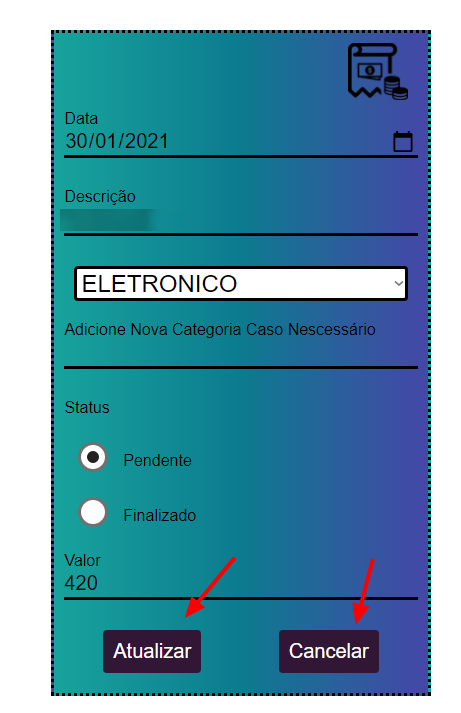 Data
30/01/2021
Descrição
ELETRONICO
Adicione Nova Categoria Caso Nescessário
Status
Pendente
Finalizado
Valor
420
Atualizar Cancelar